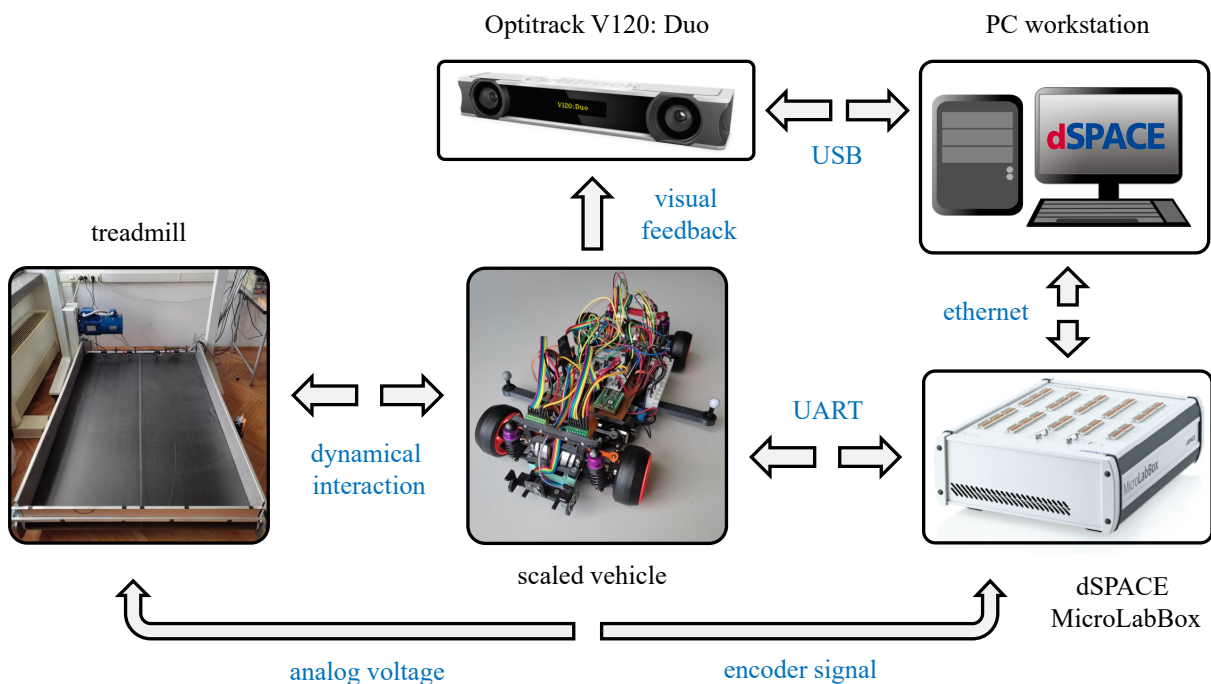 Optitrack V120: Duo
PC workstation
V120:Duo
dSPACE
USB
visual
feedback
treadmill
ethernet
UART
dynamical
interaction
MicroLabBox
scaled vehicle
dSPACE
MicroLabBox
analog voltage
encoder signal